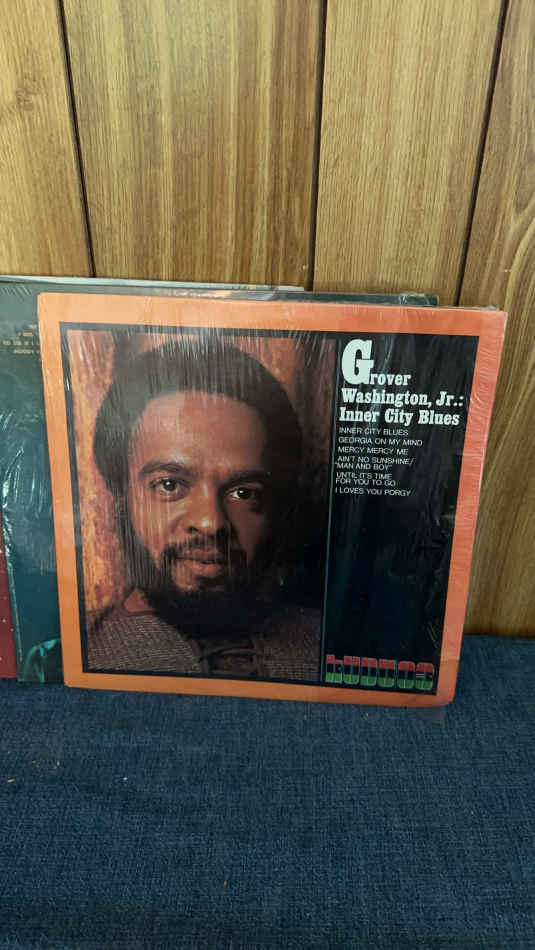 Grover
Washington, Jr.:
Inner City Blues
INNER CITY BLUES
GEORGIA ON MY MIND
MERCY MERCY ME
AIN'T NO SUNSHINE/
"MAN AND BOY"
UNTIL IT'S TIME
FOR YOU TO GO
I LOVES YOU PORGY
KUDU 03